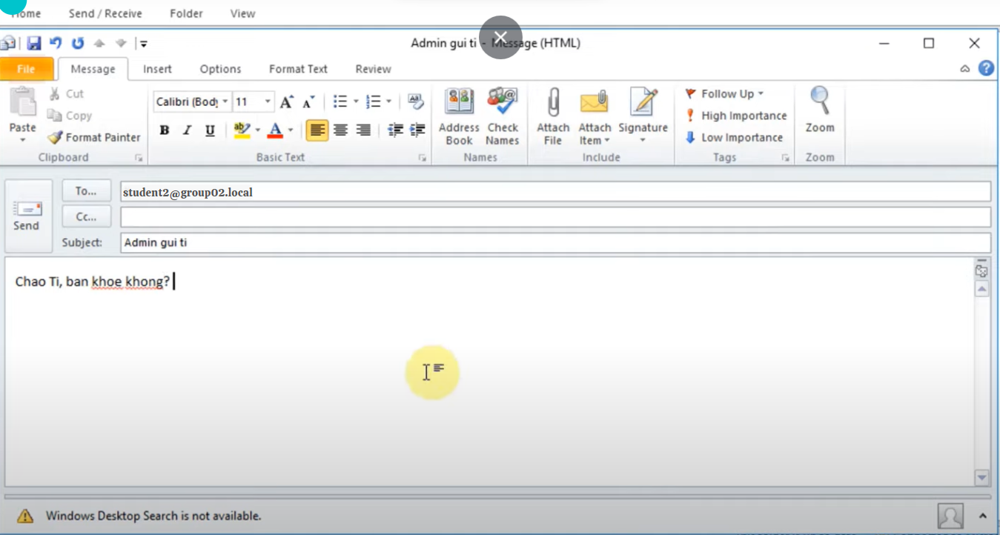 Home Send / Receive Folder View
Admin gui ti - Message (HTML)
File Message Insert Options Format Text Review
Paste
Cut
Copy
Format Painter
Clipboard
Calibri (Body 11
B I U
Basic Text
Address Book
Check Names
Names
Attach File
Attach Item
Signature
Include
Follow Up
High Importance
Low Importance
Tags
Zoom
Zoom
Send
To... student2@group02.local
Cc...
Subject: Admin gui ti
Chao Ti, ban khoe khong?
Windows Desktop Search is not available.